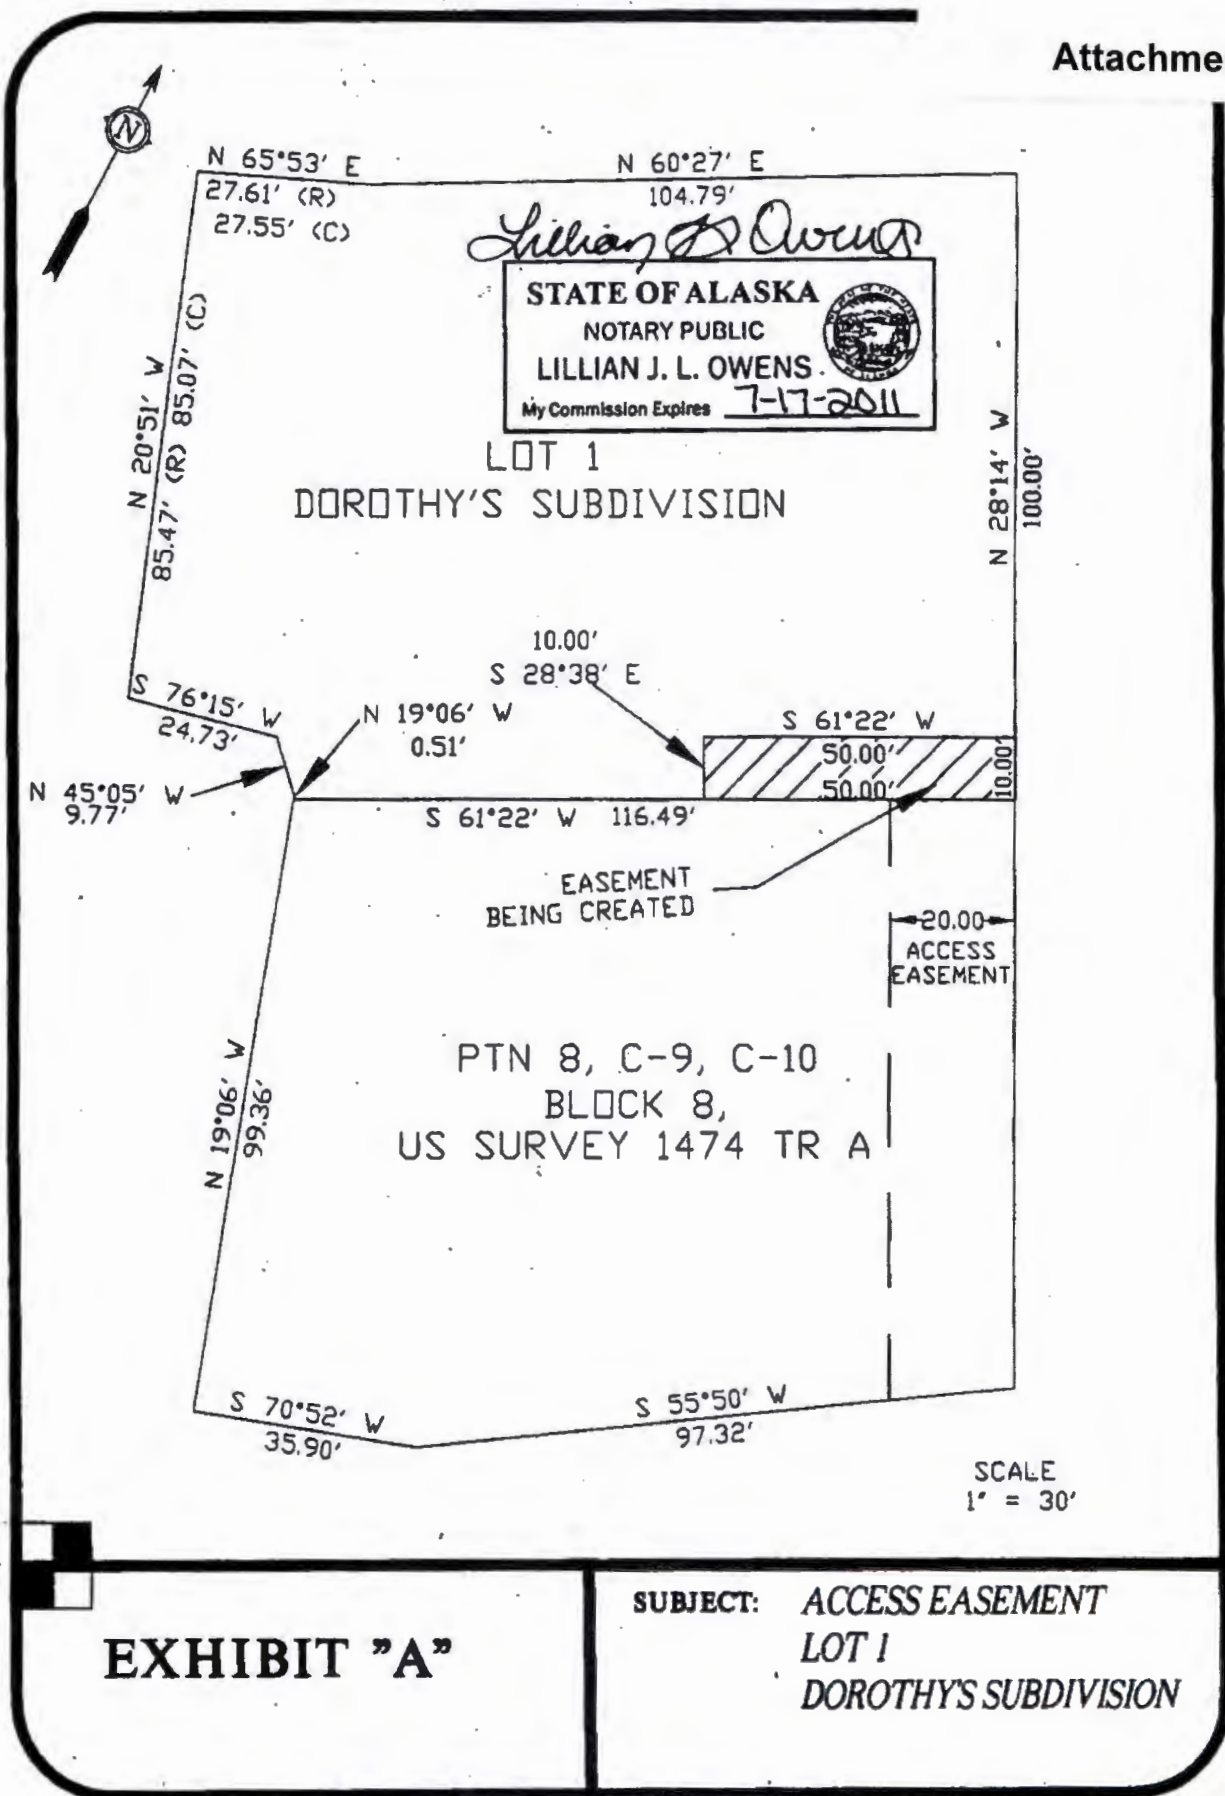 Attachme
N
N 65°53' E
27.61' (R)
27.55' (C)
N 60°27' E
104.79'
Lillian J L Owens
STATE OF ALASKA
NOTARY PUBLIC
LILLIAN J. L. OWENS
My Commission Expires 7-17-2011
N 20°51' W
85.47' (R) 85.07' (C)
LOT 1
DOROTHY'S SUBDIVISION
N 28°14' W
100.00'
10.00'
S 28°38' E
S 76°15' W
24.73'
N 19°06' W
0.51'
S 61°22' W
50.00'
50.00'
10.00'
N 45°05' W
9.77'
S 61°22' W 116.49'
EASEMENT
BEING CREATED
20.00
ACCESS
EASEMENT
N 19°06' W
99.36'
PTN 8, C-9, C-10
BLOCK 8,
US SURVEY 1474 TR A
S 70°52' W
35.90'
S 55°50' W
97.32'
SCALE
1" = 30'
EXHIBIT "A"
SUBJECT: ACCESS EASEMENT
LOT 1
DOROTHY'S SUBDIVISION